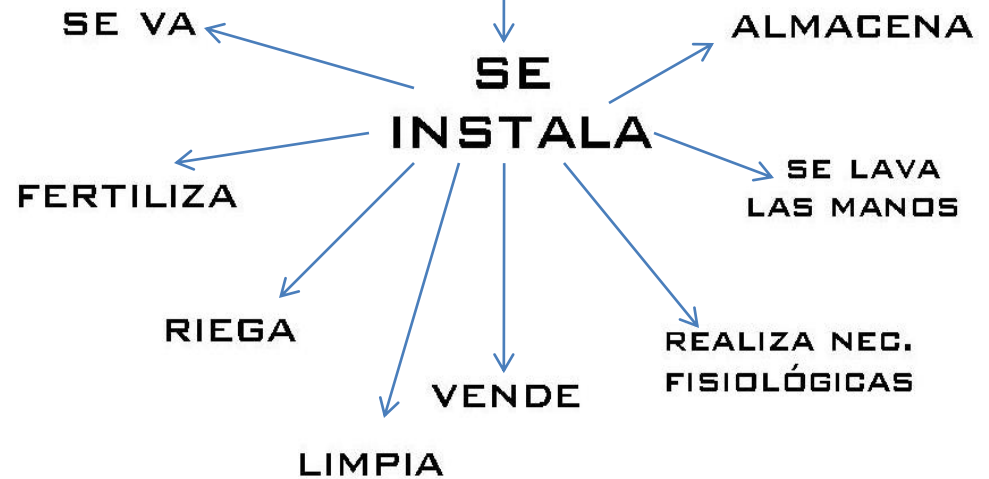 SE VA
ALMACENA
SE
INSTALA
SE LAVA
LAS MANOS
FERTILIZA
RIEGA
REALIZA NEC.
FISIOLÓGICAS
VENDE
LIMPIA